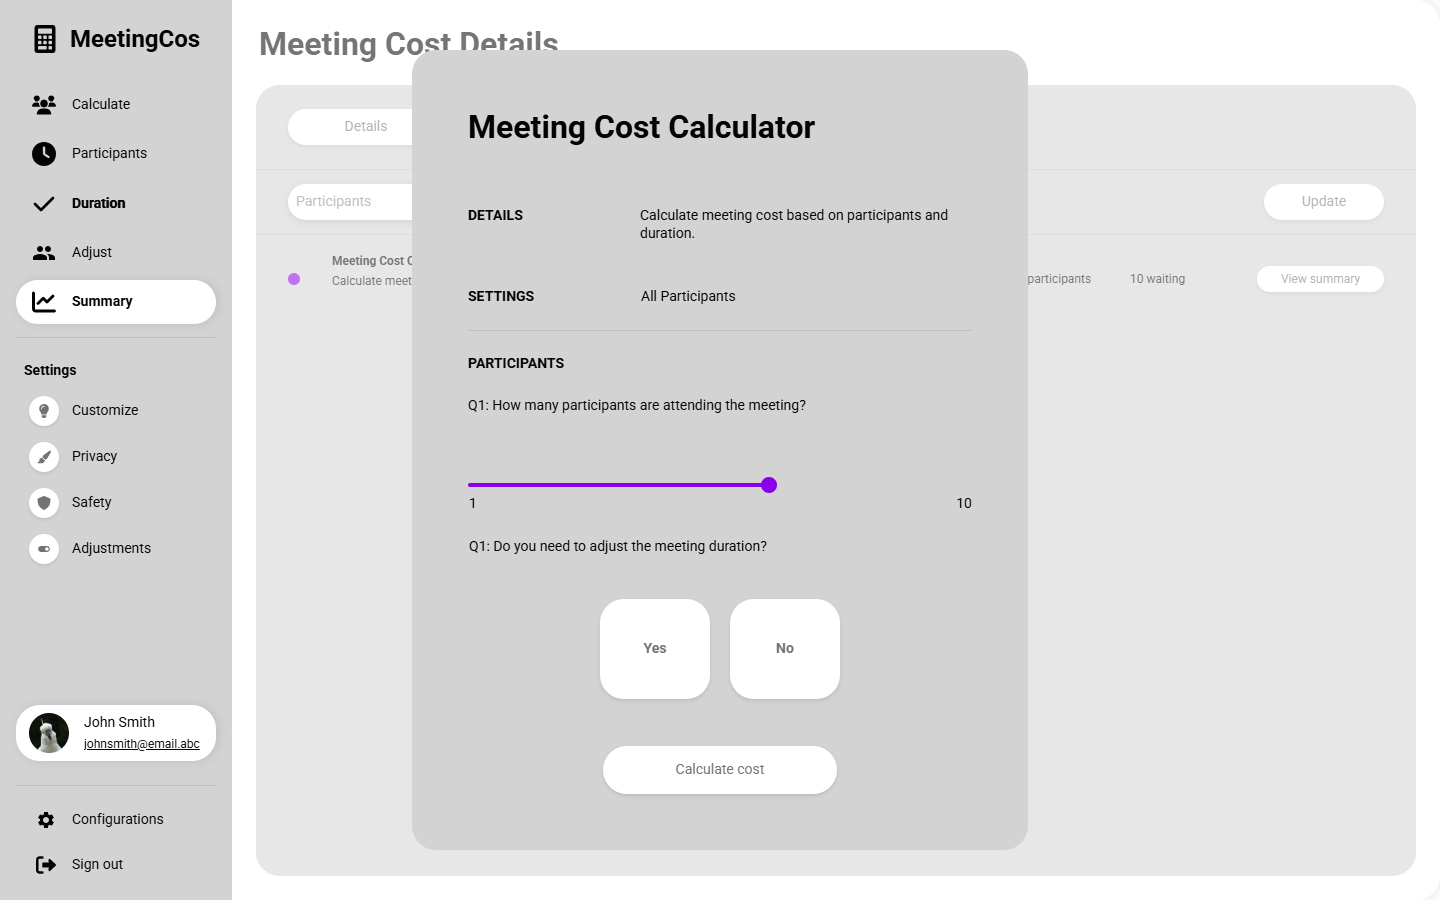 MeetingCos
Calculate
Participants
Duration
Adjust
Summary
Settings
Customize
Privacy
Safety
Adjustments
John Smith
johnsmith@email.abc
Configurations
Sign out
Meeting Cost Details
Details
Participants
Update
Meeting Cost C
Calculate meet
participants
10 waiting
View summary
Meeting Cost Calculator
DETAILS
Calculate meeting cost based on participants and
duration.
SETTINGS
All Participants
PARTICIPANTS
Q1: How many participants are attending the meeting?
1
10
Q1: Do you need to adjust the meeting duration?
Yes
No
Calculate cost